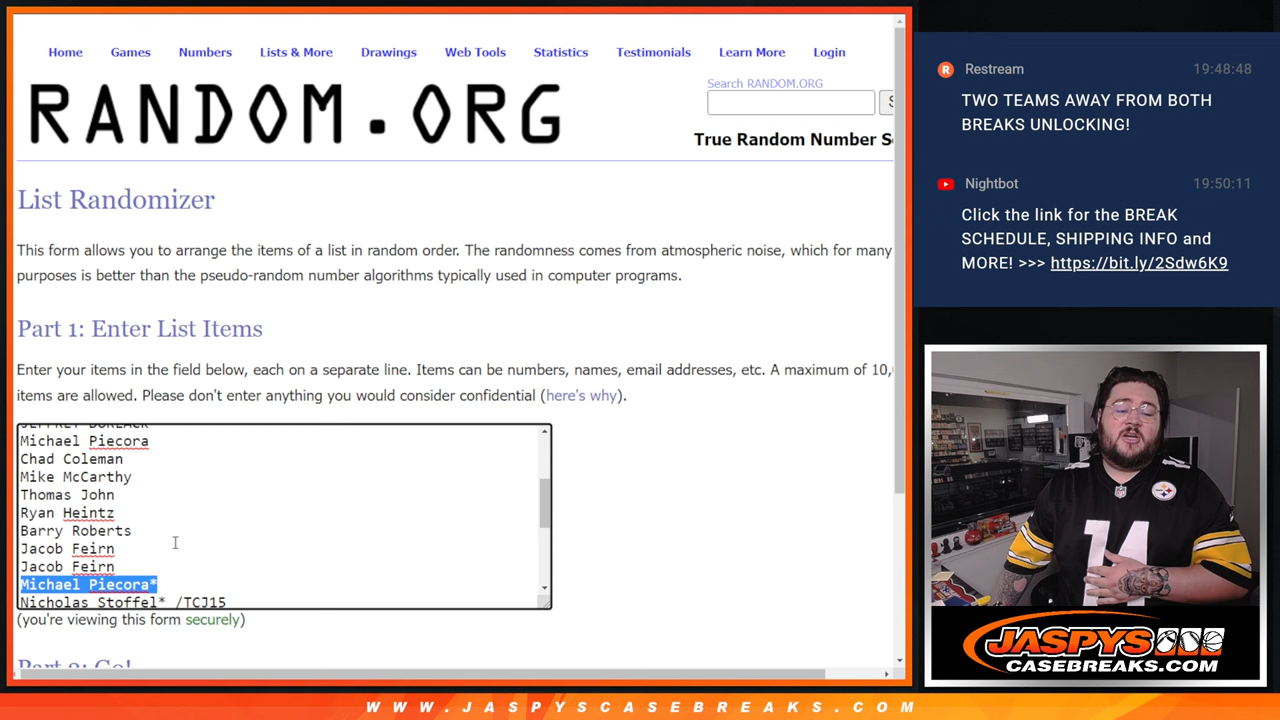 Home Games Numbers Lists & More Drawings Web Tools Statistics Testimonials Learn More Login
RANDOM.ORG
Search RANDOM.ORG
True Random Number
List Randomizer
This form allows you to arrange the items of a list in random order. The randomness comes from atmospheric noise, which for many
purposes is better than the pseudo-random number algorithms typically used in computer programs.
Part 1: Enter List Items
Enter your items in the field below, each on a separate line. Items can be numbers, names, email addresses, etc. A maximum of 10,
items are allowed. Please don't enter anything you would consider confidential (here's why).
Michael Piecora
Chad Coleman
Mike McCarthy
Thomas John
Ryan Heintz
Barry Roberts
Jacob Feirn
Jacob Feirn
Michael Piecora*
Nicholas Stoffel* /TCJ15
(you're viewing this form securely)
Part 2: Go!
R Restream 19:48:48
TWO TEAMS AWAY FROM BOTH
BREAKS UNLOCKING!
Nightbot 19:50:11
Click the link for the BREAK
SCHEDULE, SHIPPING INFO and
MORE! >>> https://bit.ly/2Sdw6K9
14
JASPYS
CASEBREAKS.COM
WWW.JASPYSCASEBREAKS.COM